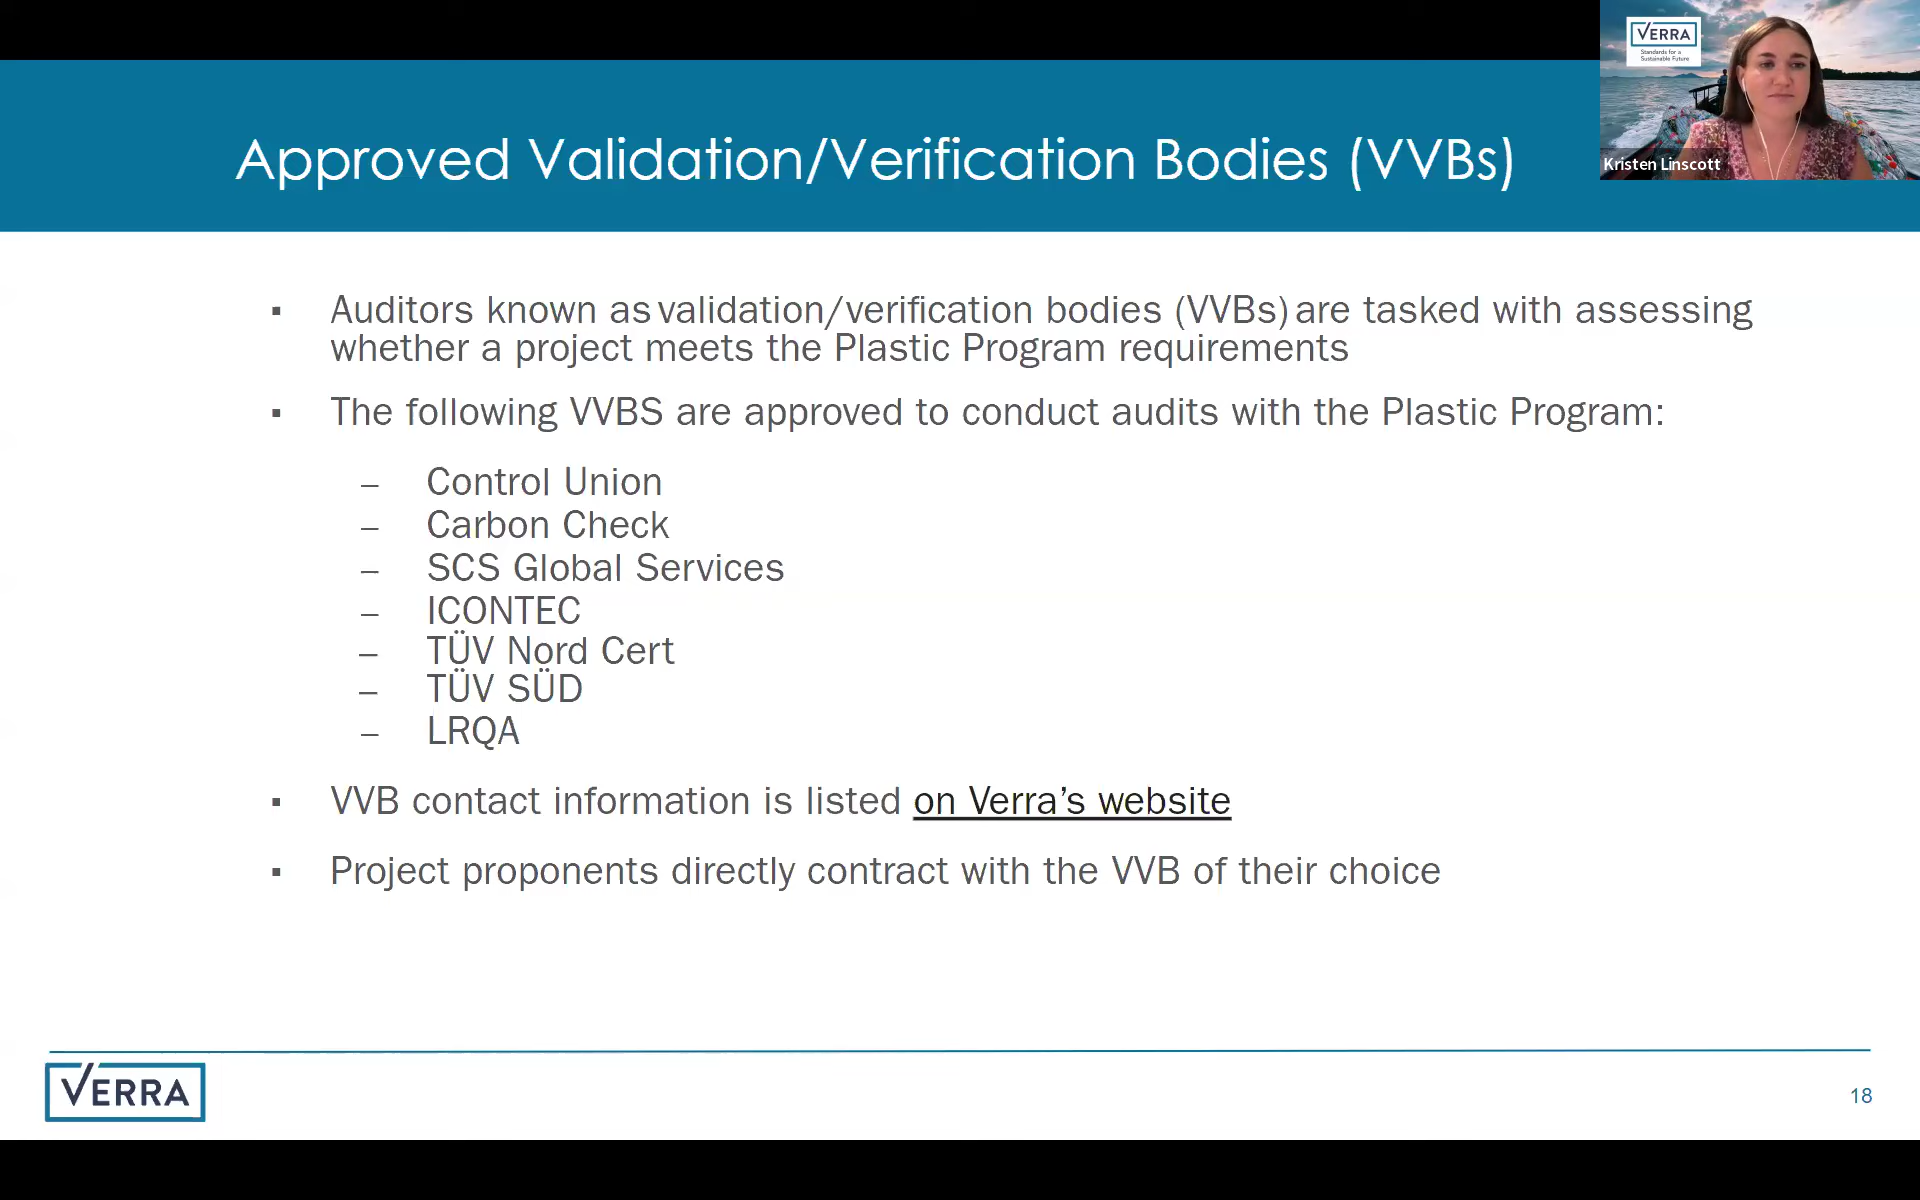 VERRA
Standards for a
Sustainable Future
Kristen Linscott
Approved Validation/Verification Bodies (VVBs)
▪ Auditors known as validation/verification bodies (VVBs) are tasked with assessing
whether a project meets the Plastic Program requirements
▪ The following VVBS are approved to conduct audits with the Plastic Program:
– Control Union
– Carbon Check
– SCS Global Services
– ICONTEC
– TÜV Nord Cert
– TÜV SÜD
– LRQA
▪ VVB contact information is listed on Verra’s website
▪ Project proponents directly contract with the VVB of their choice
VERRA
18